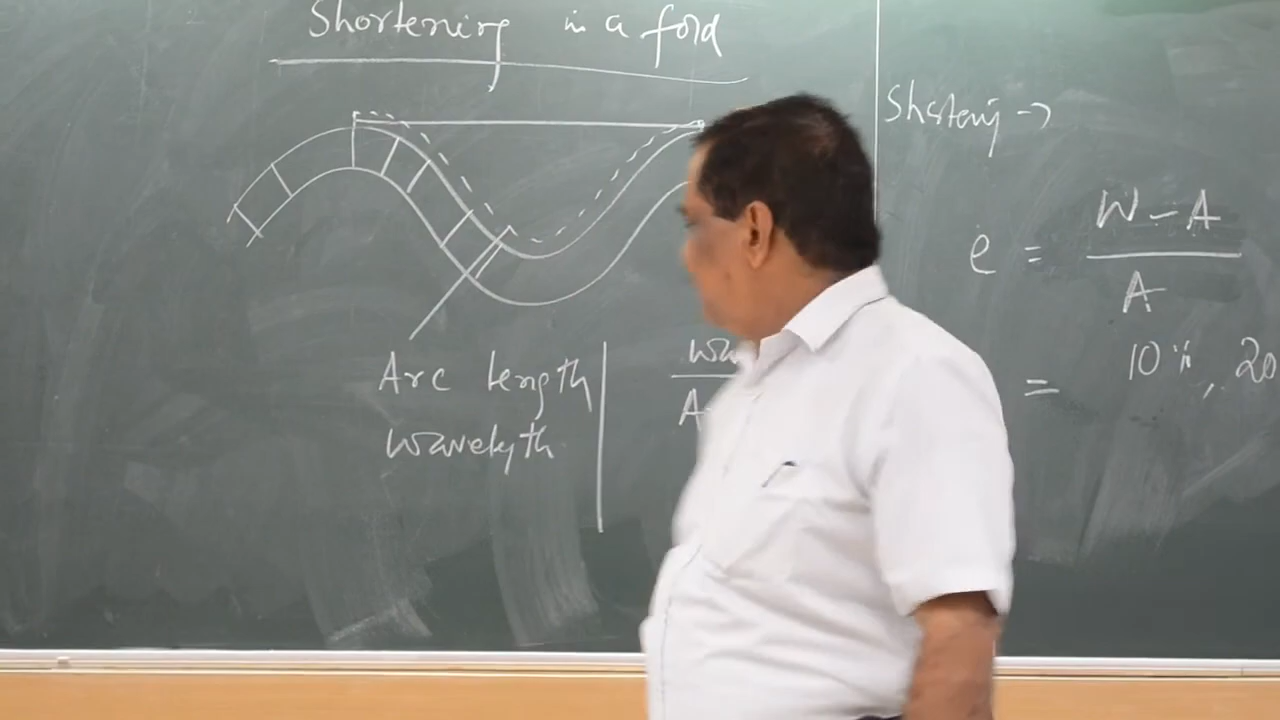 Shortening in a fold
Arc length
wavelength
Shortening →
e = W - A
A
= 10%, 20